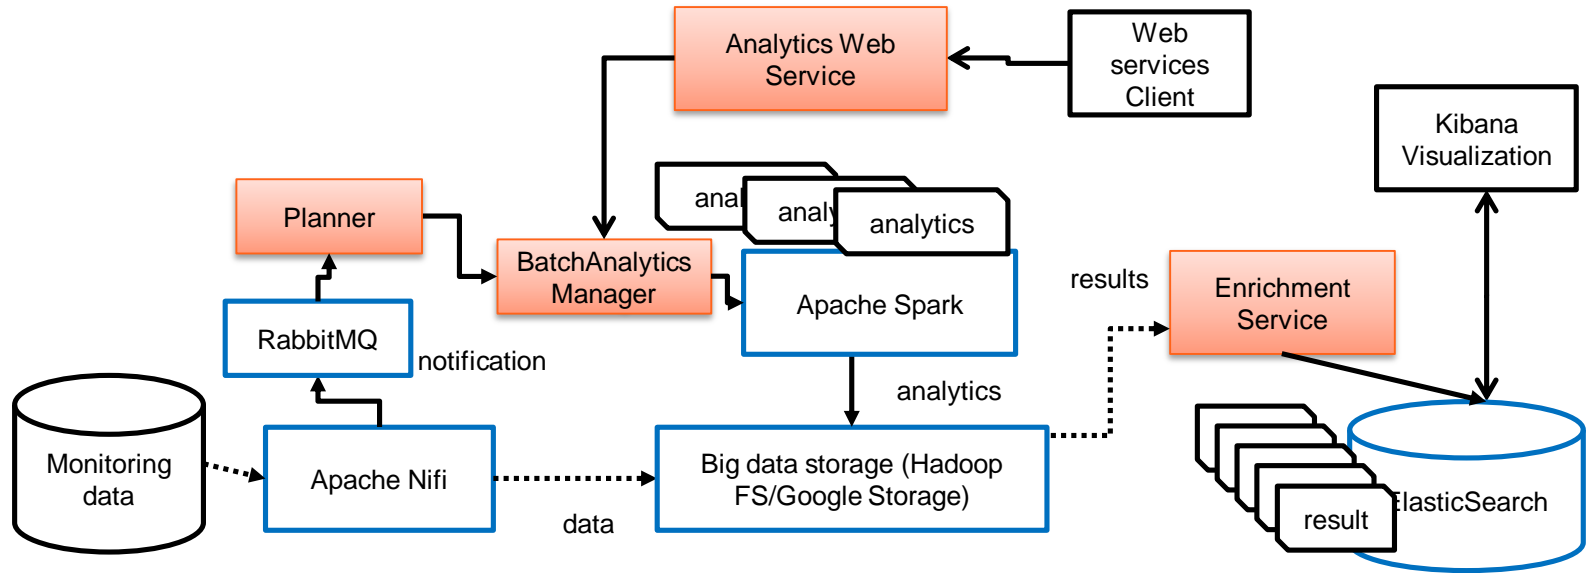 Analytics Web
Service
Web
services
Client
Kibana
Visualization
anal
analy
analytics
Planner
BatchAnalytics
Manager
Apache Spark
results
Enrichment
Service
RabbitMQ
notification
analytics
Monitoring
data
Apache Nifi
data
Big data storage (Hadoop
FS/Google Storage)
result
ElasticSearch